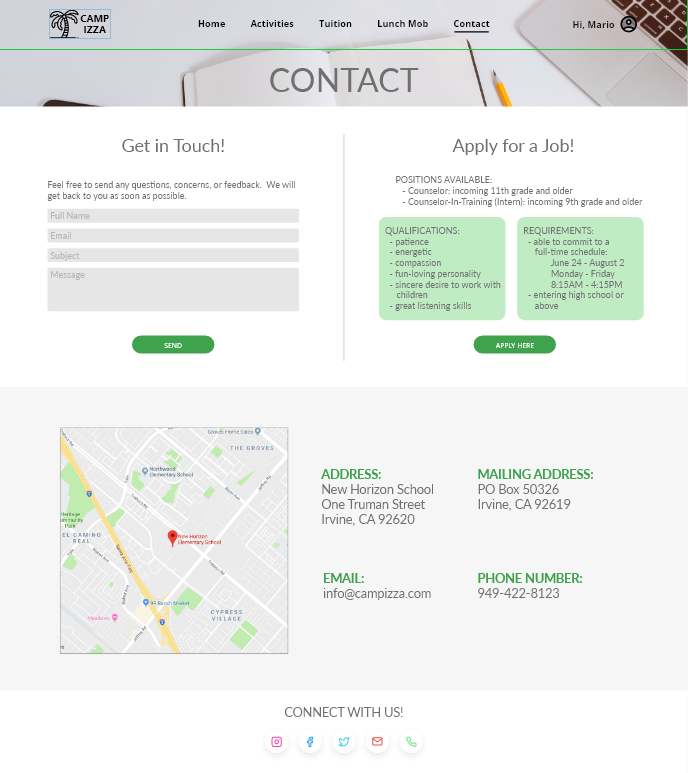 CAMP
IZZA
Home
Activities
Tuition
Lunch Mob
Contact
Hi, Mario
CONTACT
Get in Touch!
Feel free to send any questions, concerns, or feedback. We will
get back to you as soon as possible.
Full Name
Email
Subject
Message
SEND
Apply for a Job!
POSITIONS AVAILABLE:
- Counselor: incoming 11th grade and older
- Counselor-In-Training (Intern): incoming 9th grade and older
QUALIFICATIONS:
- patience
- energetic
- compassion
- fun-loving personality
- sincere desire to work with
children
- great listening skills
REQUIREMENTS:
- able to commit to a
full-time schedule:
June 24 - August 2
Monday - Friday
8:15AM - 4:15PM
- entering high school or
above
APPLY HERE
Groves Home Sales
THE GROVES
Northwood
Elementary School
Heritage
Park
EL CAMINO
REAL
New Horizon
Elementary School
99 Ranch Market
Meadows
CYPRESS
VILLAGE
ADDRESS:
New Horizon School
One Truman Street
Irvine, CA 92620
MAILING ADDRESS:
PO Box 50326
Irvine, CA 92619
EMAIL:
info@campizza.com
PHONE NUMBER:
949-422-8123
CONNECT WITH US!